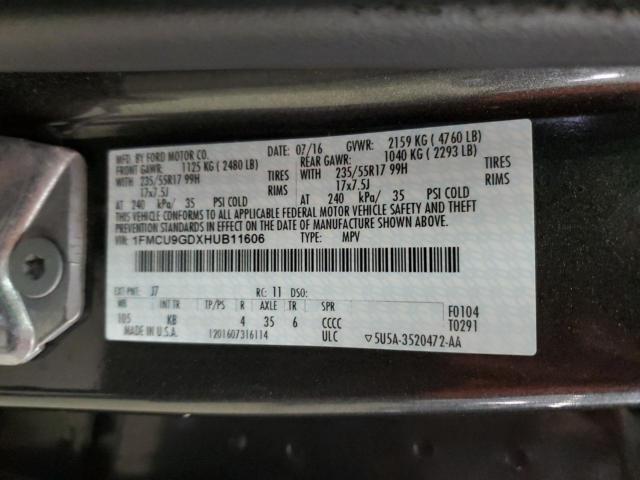 MFD. BY FORD MOTOR CO. DATE: 07/16 GVWR: 2159 KG ( 4760 LB)
FRONT GAWR: 1125 KG ( 2480 LB) REAR GAWR: 1040 KG ( 2293 LB)
WITH 235/55R17 99H TIRES WITH 235/55R17 99H TIRES
17x7.5J RIMS 17x7.5J RIMS
AT 240 kPa/ 35 PSI COLD AT 240 kPa/ 35 PSI COLD
THIS VEHICLE CONFORMS TO ALL APPLICABLE FEDERAL MOTOR VEHICLE SAFETY AND THEFT PREVENTION
STANDARDS IN EFFECT ON THE DATE OF MANUFACTURE SHOWN ABOVE.
VIN: 1FMCU9GDXHUB11606 TYPE: MPV
EXT PNT: J7 RC: 11 DSO:
WB INT TR TP/PS R AXLE TR SPR
105 KB 4 35 6 CCCC F0104
T0291
MADE IN U.S.A. 1201607316114 ULC ▽5U5A-3520472-AA